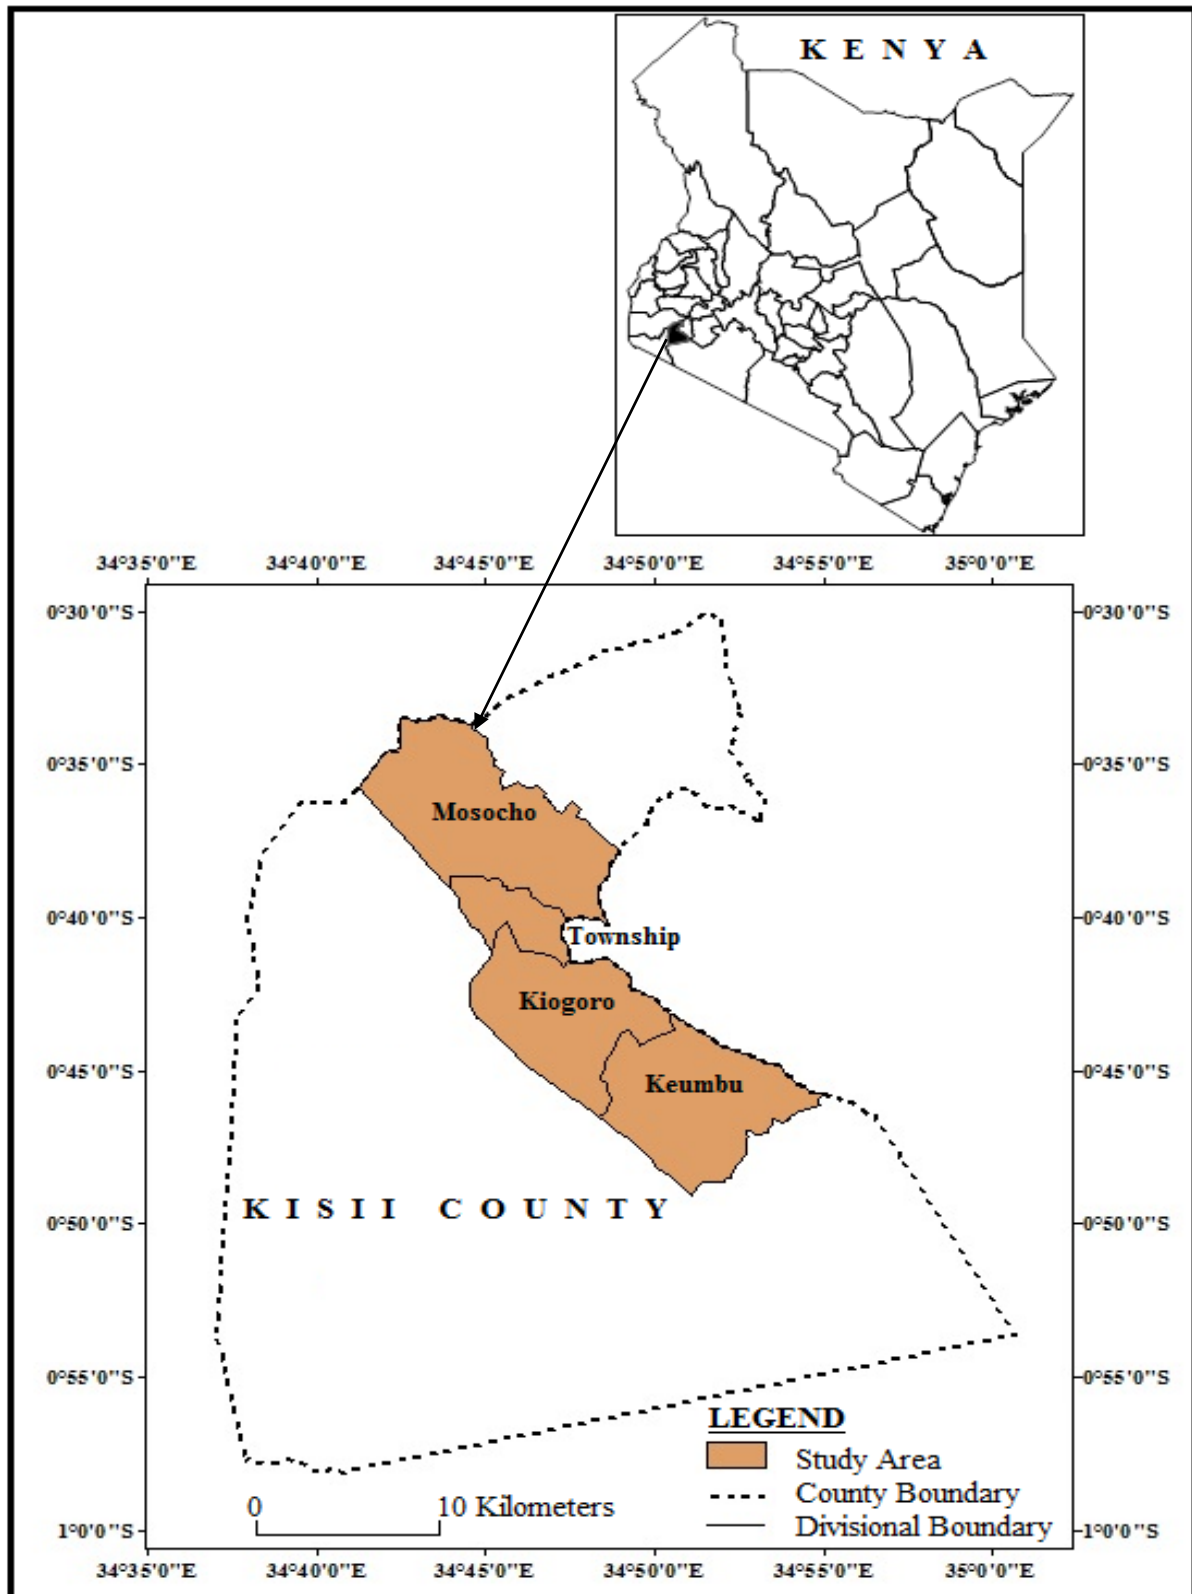 K E N Y A
34°35'0"E 34°40'0"E 34°45'0"E 34°50'0"E 34°55'0"E 35°0'0"E
0°30'0"S 0°30'0"S
0°35'0"S 0°35'0"S
Mosocho
0°40'0"S 0°40'0"S
Township
Kiogoro
0°45'0"S 0°45'0"S
Keumbu
K I S I I C O U N T Y
0°50'0"S 0°50'0"S
0°55'0"S 0°55'0"S
LEGEND
Study Area
County Boundary
Divisional Boundary
0 10 Kilometers
1°0'0"S 1°0'0"S
34°35'0"E 34°40'0"E 34°45'0"E 34°50'0"E 34°55'0"E 35°0'0"E